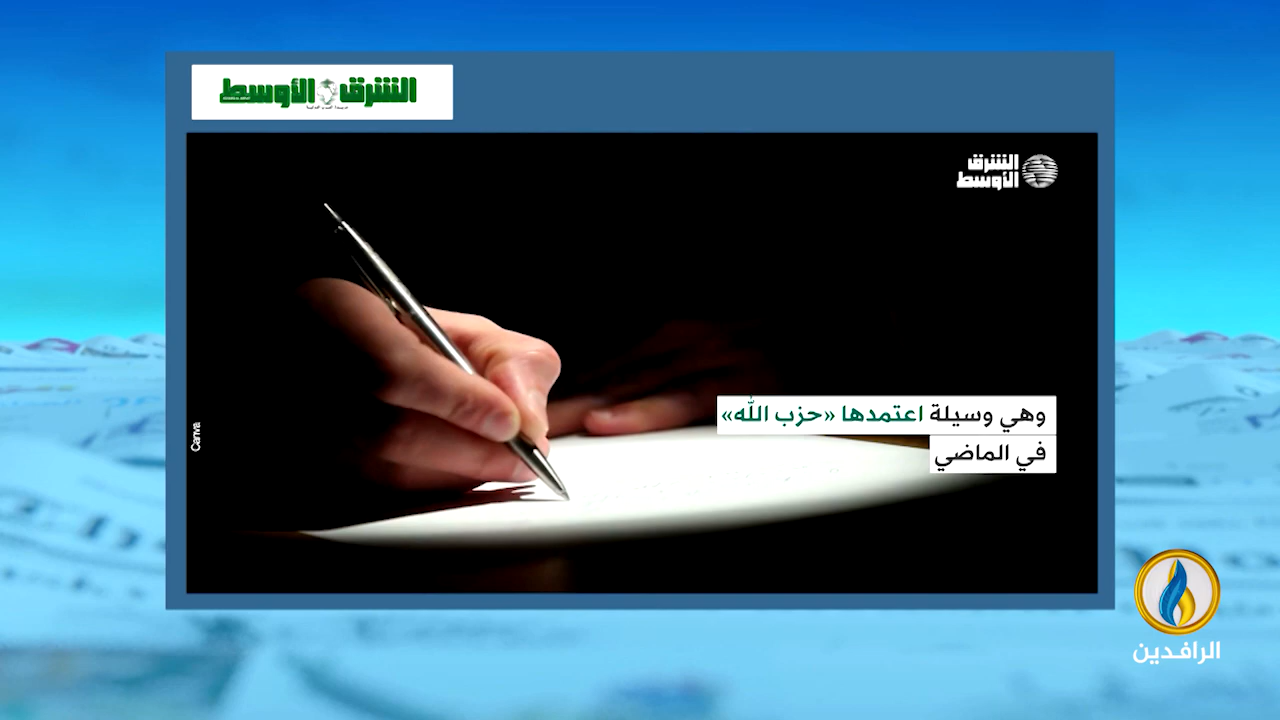 الشرق الأوسط
الشرق
الأوسط
وهي وسيلة اعتمدها «حزب الله»
في الماضي
Canva
الرافدين